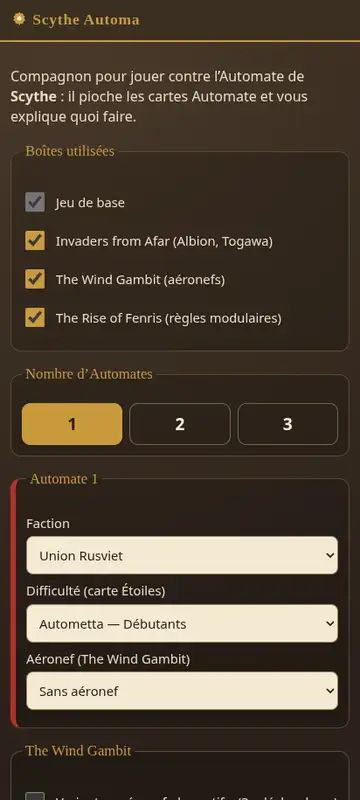 Scythe Automa
Compagnon pour jouer contre l’Automate de
Scythe : il pioche les cartes Automate et vous
explique quoi faire.
Boîtes utilisées
Jeu de base
Invaders from Afar (Albion, Togawa)
The Wind Gambit (aéronefs)
The Rise of Fenris (règles modulaires)
Nombre d’Automates
1 2 3
Automate 1
Faction
Union Rusviet
Difficulté (carte Étoiles)
Autometta — Débutants
Aéronef (The Wind Gambit)
Sans aéronef
The Wind Gambit